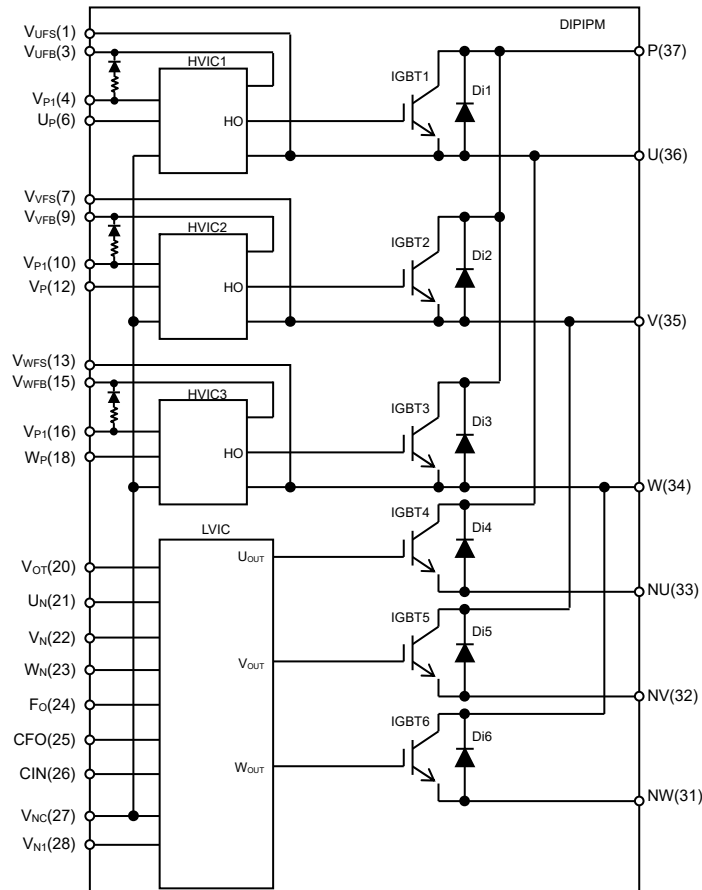 DIPIPM
VUFS(1)
VUFB(3)
VP1(4)
UP(6)
HVIC1
HO
IGBT1
Di1
P(37)
U(36)
VVFS(7)
VVFB(9)
VP1(10)
VP(12)
HVIC2
HO
IGBT2
Di2
V(35)
VWFS(13)
VWFB(15)
VP1(16)
WP(18)
HVIC3
HO
IGBT3
Di3
W(34)
LVIC
UOUT
VOUT
WOUT
IGBT4
Di4
NU(33)
IGBT5
Di5
NV(32)
IGBT6
Di6
NW(31)
VOT(20)
UN(21)
VN(22)
WN(23)
FO(24)
CFO(25)
CIN(26)
VNC(27)
VN1(28)